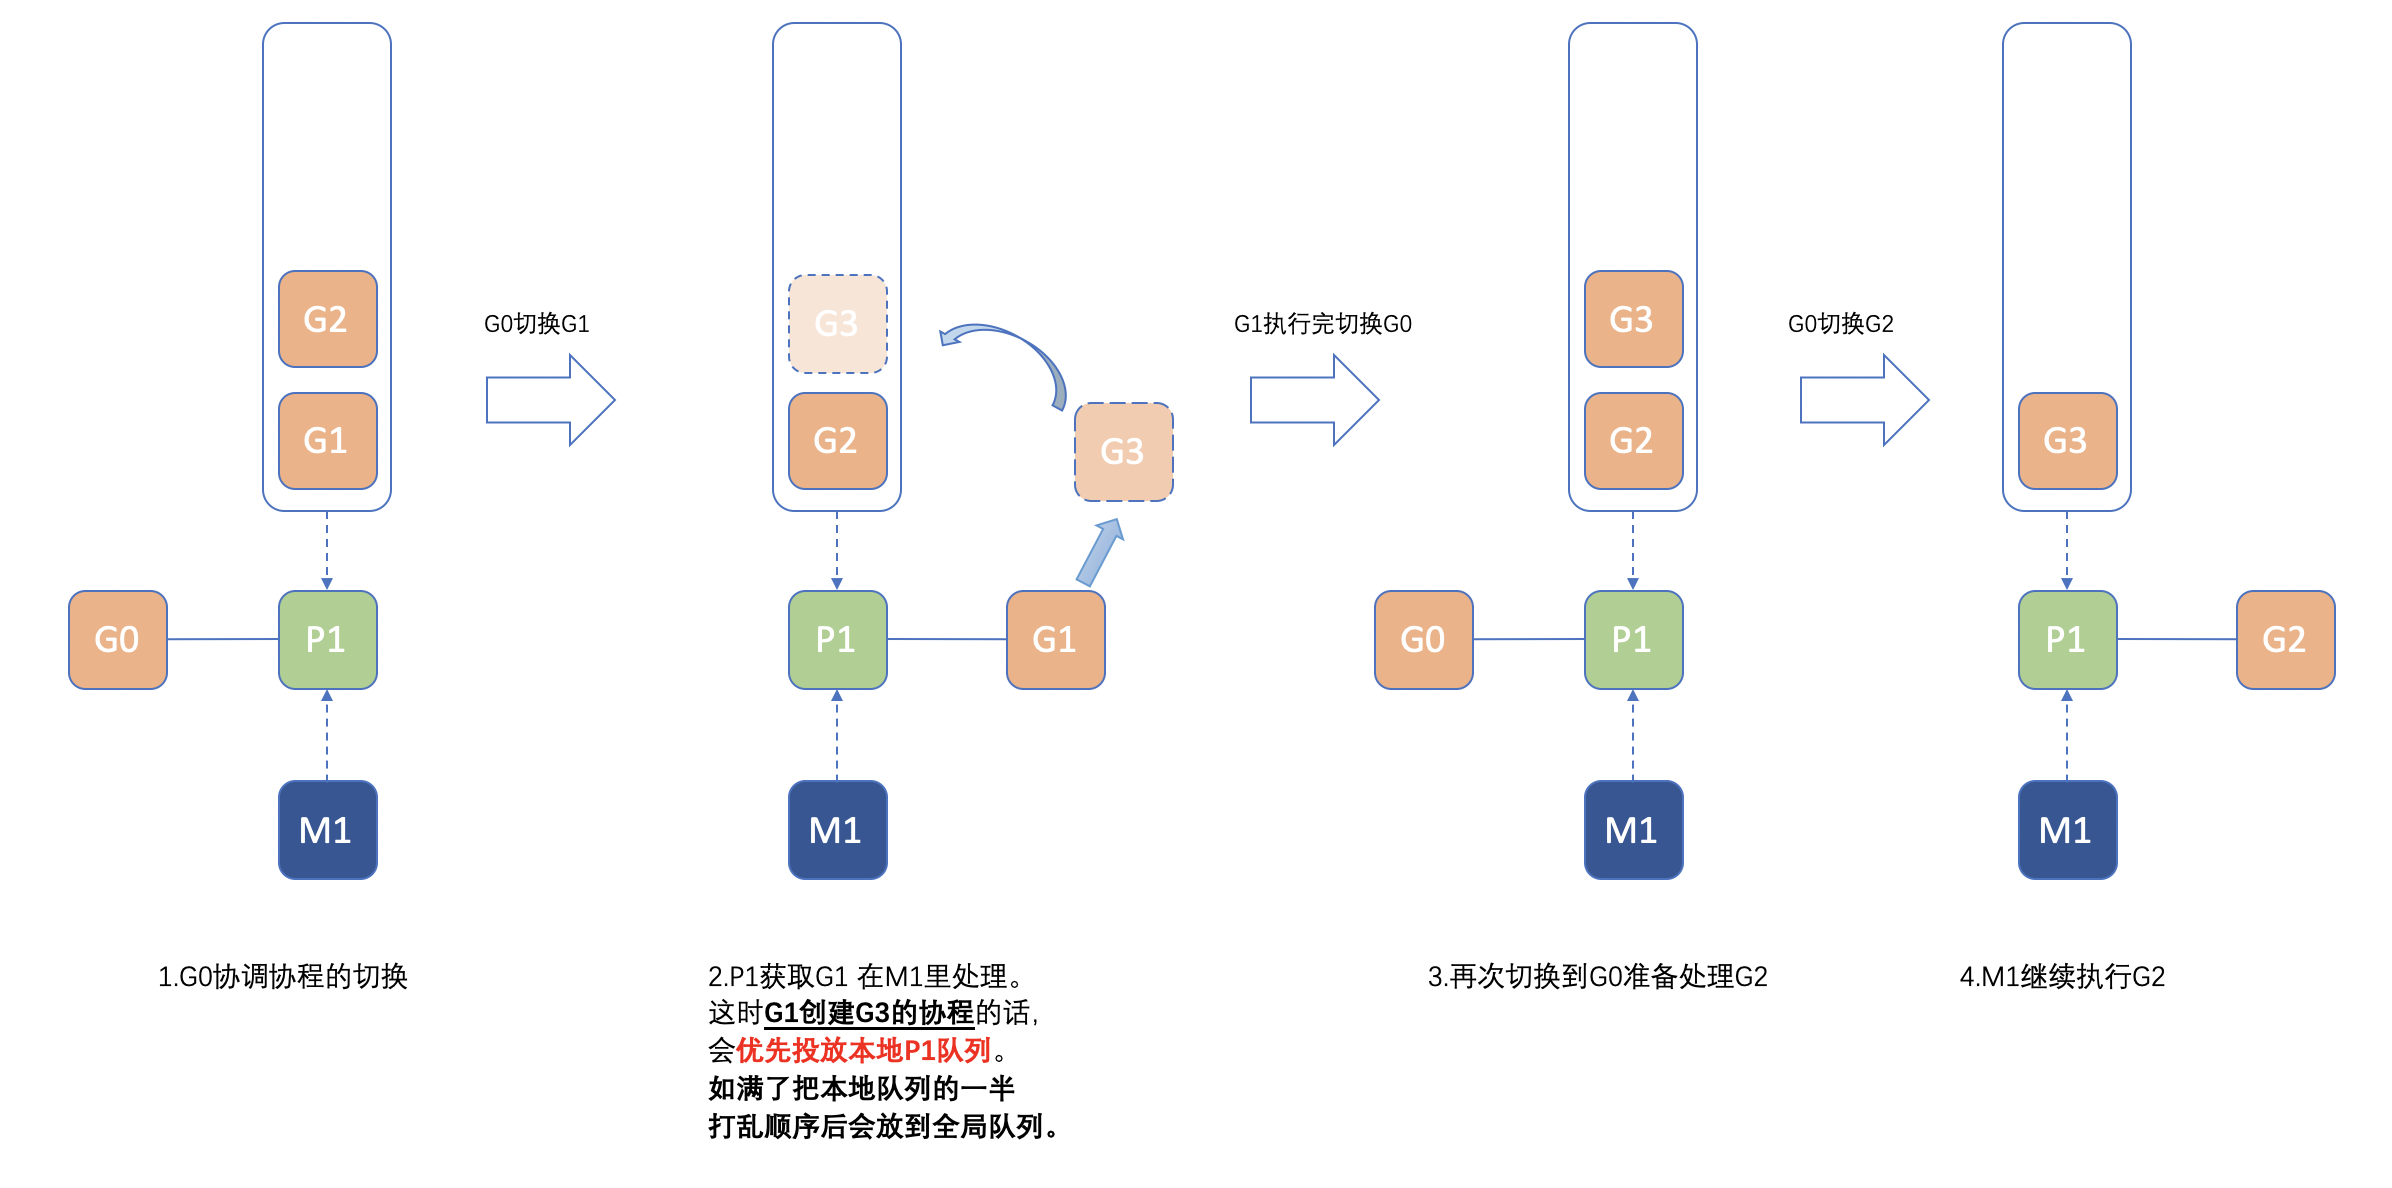 G2
G1
G0
P1
M1
1.G0协调协程的切换
G0切换G1
G3
G2
G3
P1
G1
M1
2.P1获取G1 在M1里处理。
这时G1创建G3的协程的话,
会优先投放本地P1队列。
如满了把本地队列的一半
打乱顺序后会放到全局队列。
G1执行完切换G0
G3
G2
G0
P1
M1
3.再次切换到G0准备处理G2
G0切换G2
G3
P1
G2
M1
4.M1继续执行G2